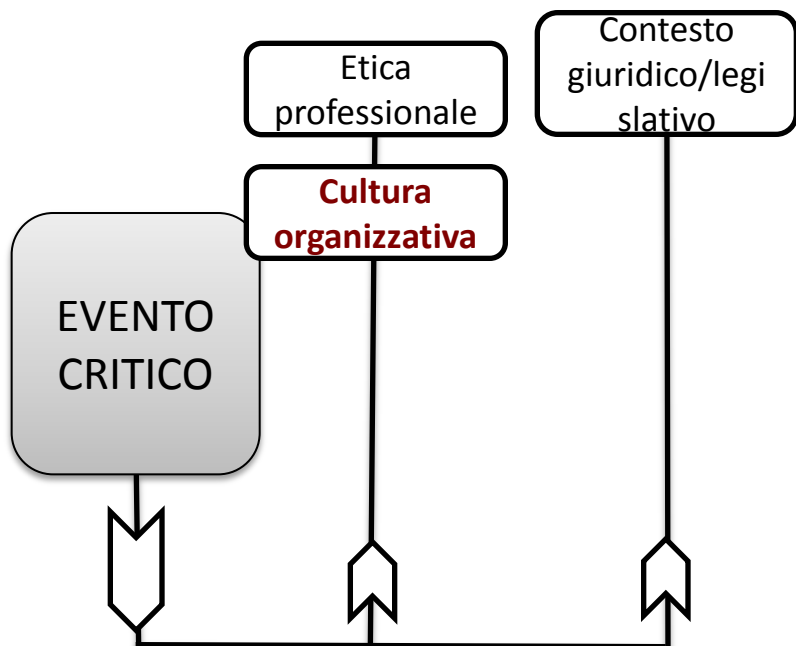 Etica
professionale
Contesto
giuridico/legi
slativo
Cultura
organizzativa
EVENTO
CRITICO